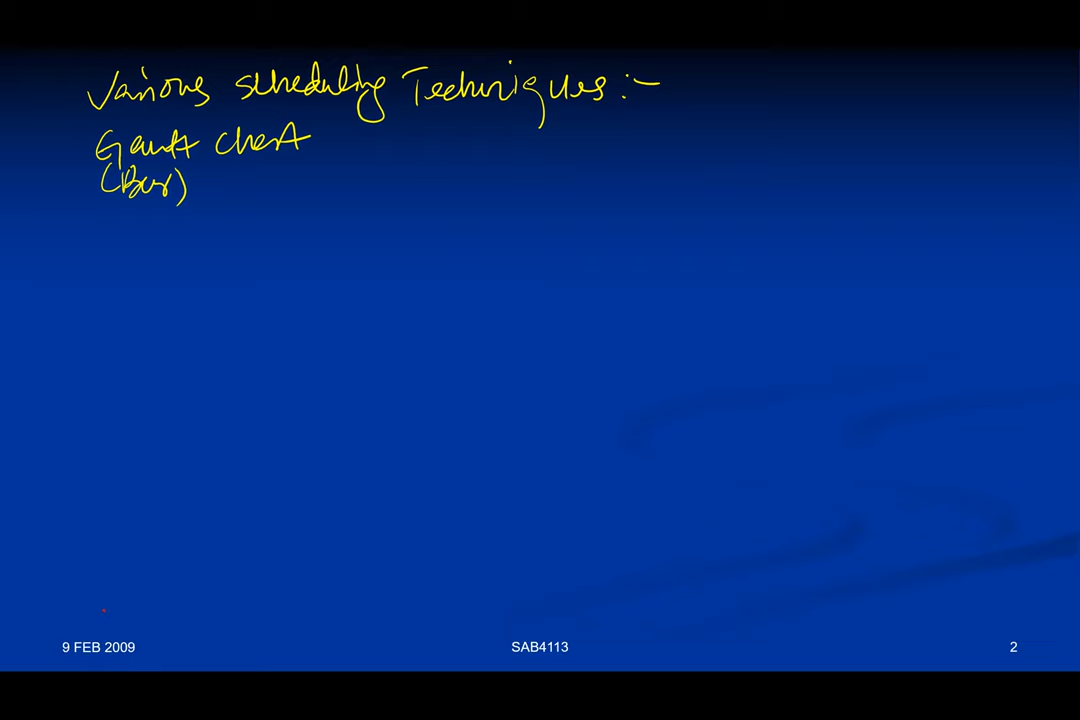 Various Scheduling Techniques :-
Gantt Chart
(Bar)
9 FEB 2009
SAB4113
2